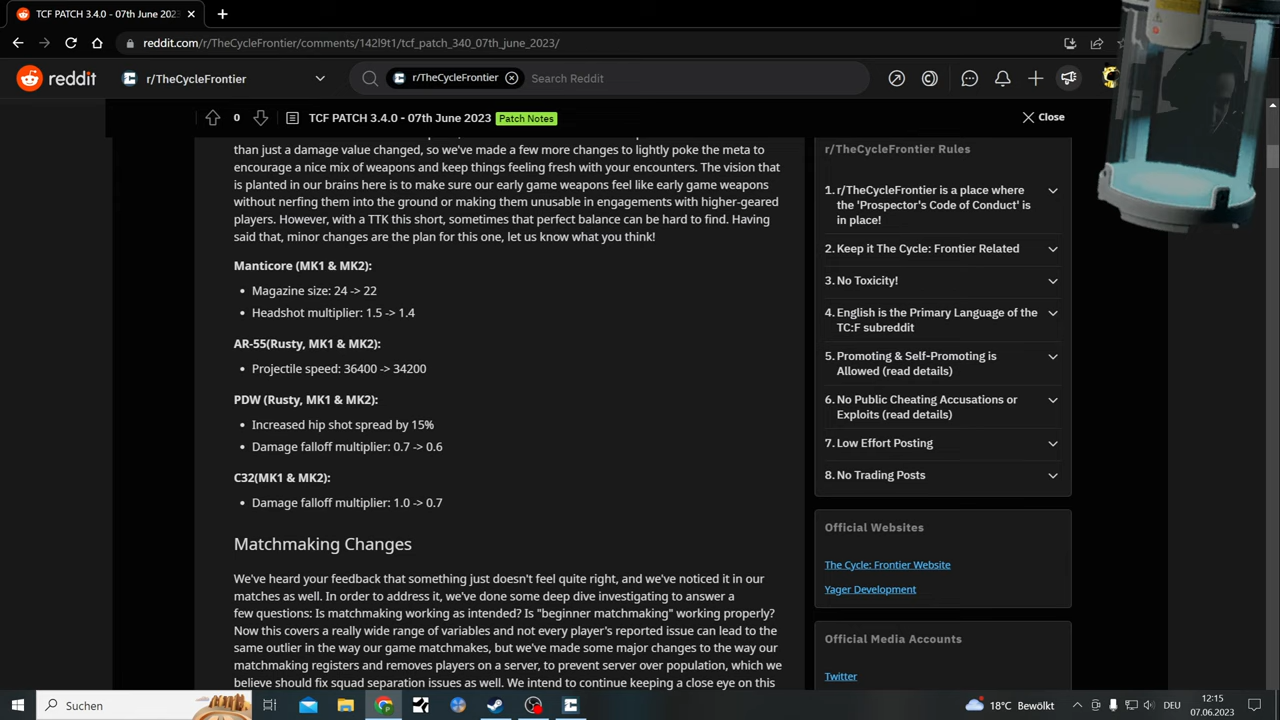 TCF PATCH 3.4.0 - 07th June 202
reddit.com/r/TheCycleFrontier/comments/142l9t1/tcf_patch_340_07th_june_2023/
reddit
r/TheCycleFrontier
r/TheCycleFrontier
Search Reddit
0
TCF PATCH 3.4.0 - 07th June 2023
Patch Notes
Close
than just a damage value changed, so we've made a few more changes to lightly poke the meta to
encourage a nice mix of weapons and keep things feeling fresh with your encounters. The vision that
is planted in our brains here is to make sure our early game weapons feel like early game weapons
without nerfing them into the ground or making them unusable in engagements with higher-geared
players. However, with a TTK this short, sometimes that perfect balance can be hard to find. Having
said that, minor changes are the plan for this one, let us know what you think!
Manticore (MK1 & MK2):
• Magazine size: 24 -> 22
• Headshot multiplier: 1.5 -> 1.4
AR-55(Rusty, MK1 & MK2):
• Projectile speed: 36400 -> 34200
PDW (Rusty, MK1 & MK2):
• Increased hip shot spread by 15%
• Damage falloff multiplier: 0.7 -> 0.6
C32(MK1 & MK2):
• Damage falloff multiplier: 1.0 -> 0.7
Matchmaking Changes
We've heard your feedback that something just doesn't feel quite right, and we've noticed it in our
matches as well. In order to address it, we've done some deep dive investigating to answer a
few questions: Is matchmaking working as intended? Is "beginner matchmaking" working properly?
Now this covers a really wide range of variables and not every player's reported issue can lead to the
same outlier in the way our game matchmakes, but we've made some major changes to the way our
matchmaking registers and removes players on a server, to prevent server over population, which we
believe should fix squad separation issues as well. We intend to continue keeping a close eye on this
r/TheCycleFrontier Rules
1. r/TheCycleFrontier is a place where
the 'Prospector's Code of Conduct' is
in place!
2. Keep it The Cycle: Frontier Related
3. No Toxicity!
4. English is the Primary Language of the
TC:F subreddit
5. Promoting & Self-Promoting is
Allowed (read details)
6. No Public Cheating Accusations or
Exploits (read details)
7. Low Effort Posting
8. No Trading Posts
Official Websites
The Cycle: Frontier Website
Yager Development
Official Media Accounts
Twitter
Suchen
18°C Bewölkt
DEU
12:15
07.06.2023